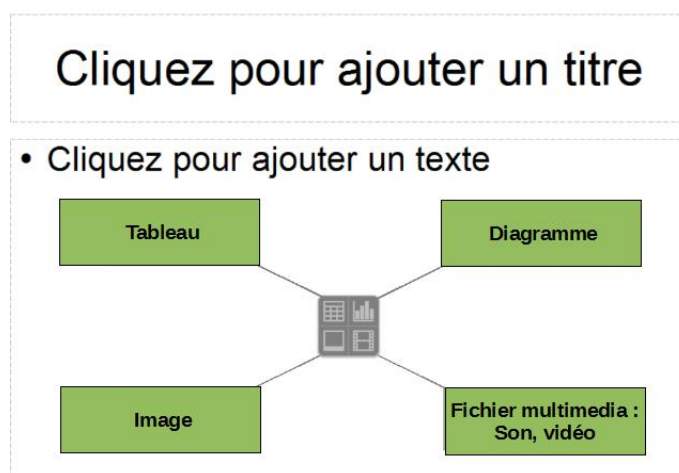 Cliquez pour ajouter un titre
• Cliquez pour ajouter un texte
Tableau
Diagramme
Image
Fichier multimedia :
Son, vidéo